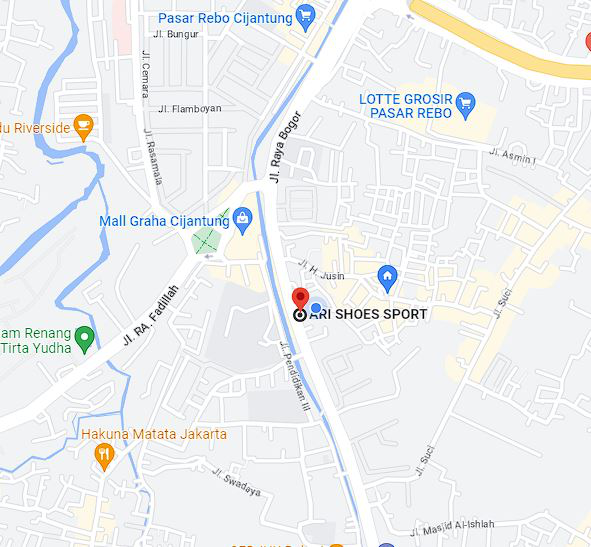 Pasar Rebo Cijantung
Jl. Bungur
Jl. Cemara
LOTTE GROSIR
PASAR REBO
Jl. Flamboyan
du Riverside
Jl. Raya Bogor
Jl. Rasamala
Jl. Asmin I
Mall Graha Cijantung
Jl. H. Jusin
Jl. RA. Fadillah
Jl. Suci
ARI SHOES SPORT
am Renang
Tirta Yudha
Jl. Pendidikan III
Hakuna Matata Jakarta
Jl. Suci
Jl. Swadaya
Jl. Masjid Al-Ishlah